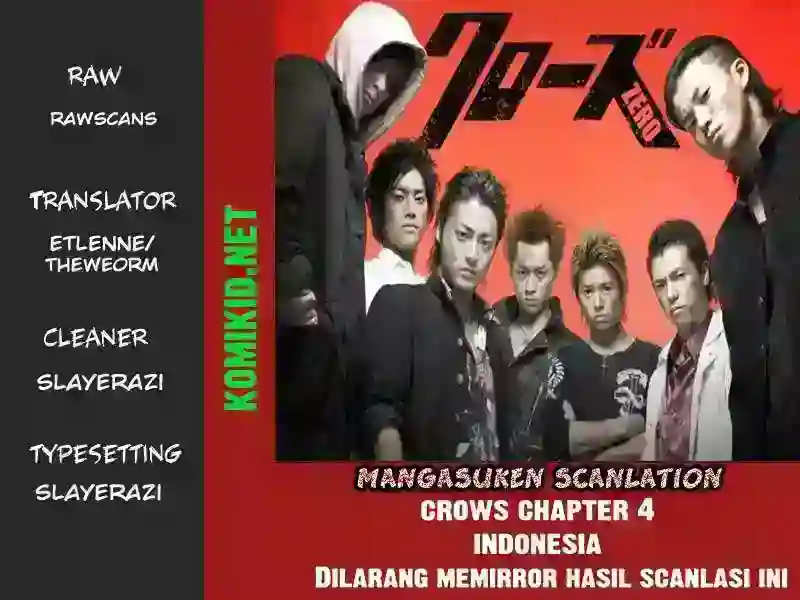 RAW
RAWSCANS
TRANSLATOR
ETLENNE/
THEWEORM
CLEANER
SLAYERAZI
TYPESETTING
SLAYERAZI
KOMIKID.NET
クローズ
ZERO
MANGASUKEN SCANLATION
CROWS CHAPTER 4
INDONESIA
DILARANG MEMIRROR HASIL SCANLASI INI